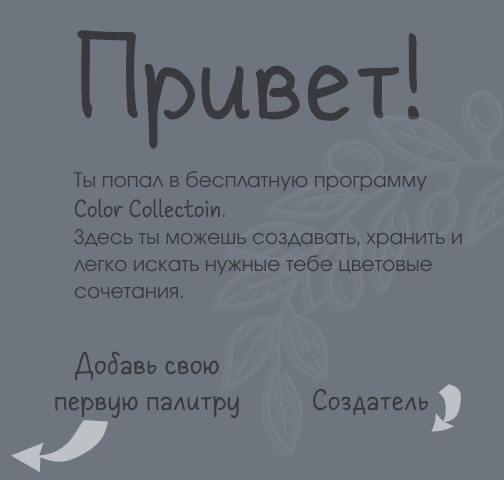 Привет!
Ты попал в бесплатную программу
Color Collectoin.
Здесь ты можешь создавать, хранить и
легко искать нужные тебе цветовые
сочетания.
Добавь свою
первую палитру
Создатель